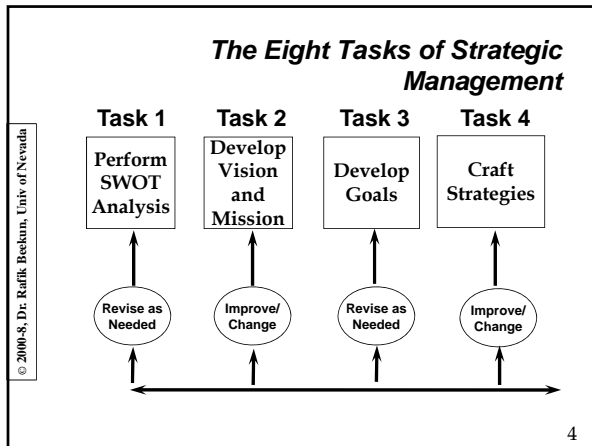 The Eight Tasks of Strategic
Management
Task 1
Task 2
Task 3
Task 4
Perform
SWOT
Analysis
Develop
Vision
and
Mission
Develop
Goals
Craft
Strategies
Revise as
Needed
Improve/
Change
Revise as
Needed
Improve/
Change
© 2000-8, Dr. Rafik Beekun, Univ of Nevada
4